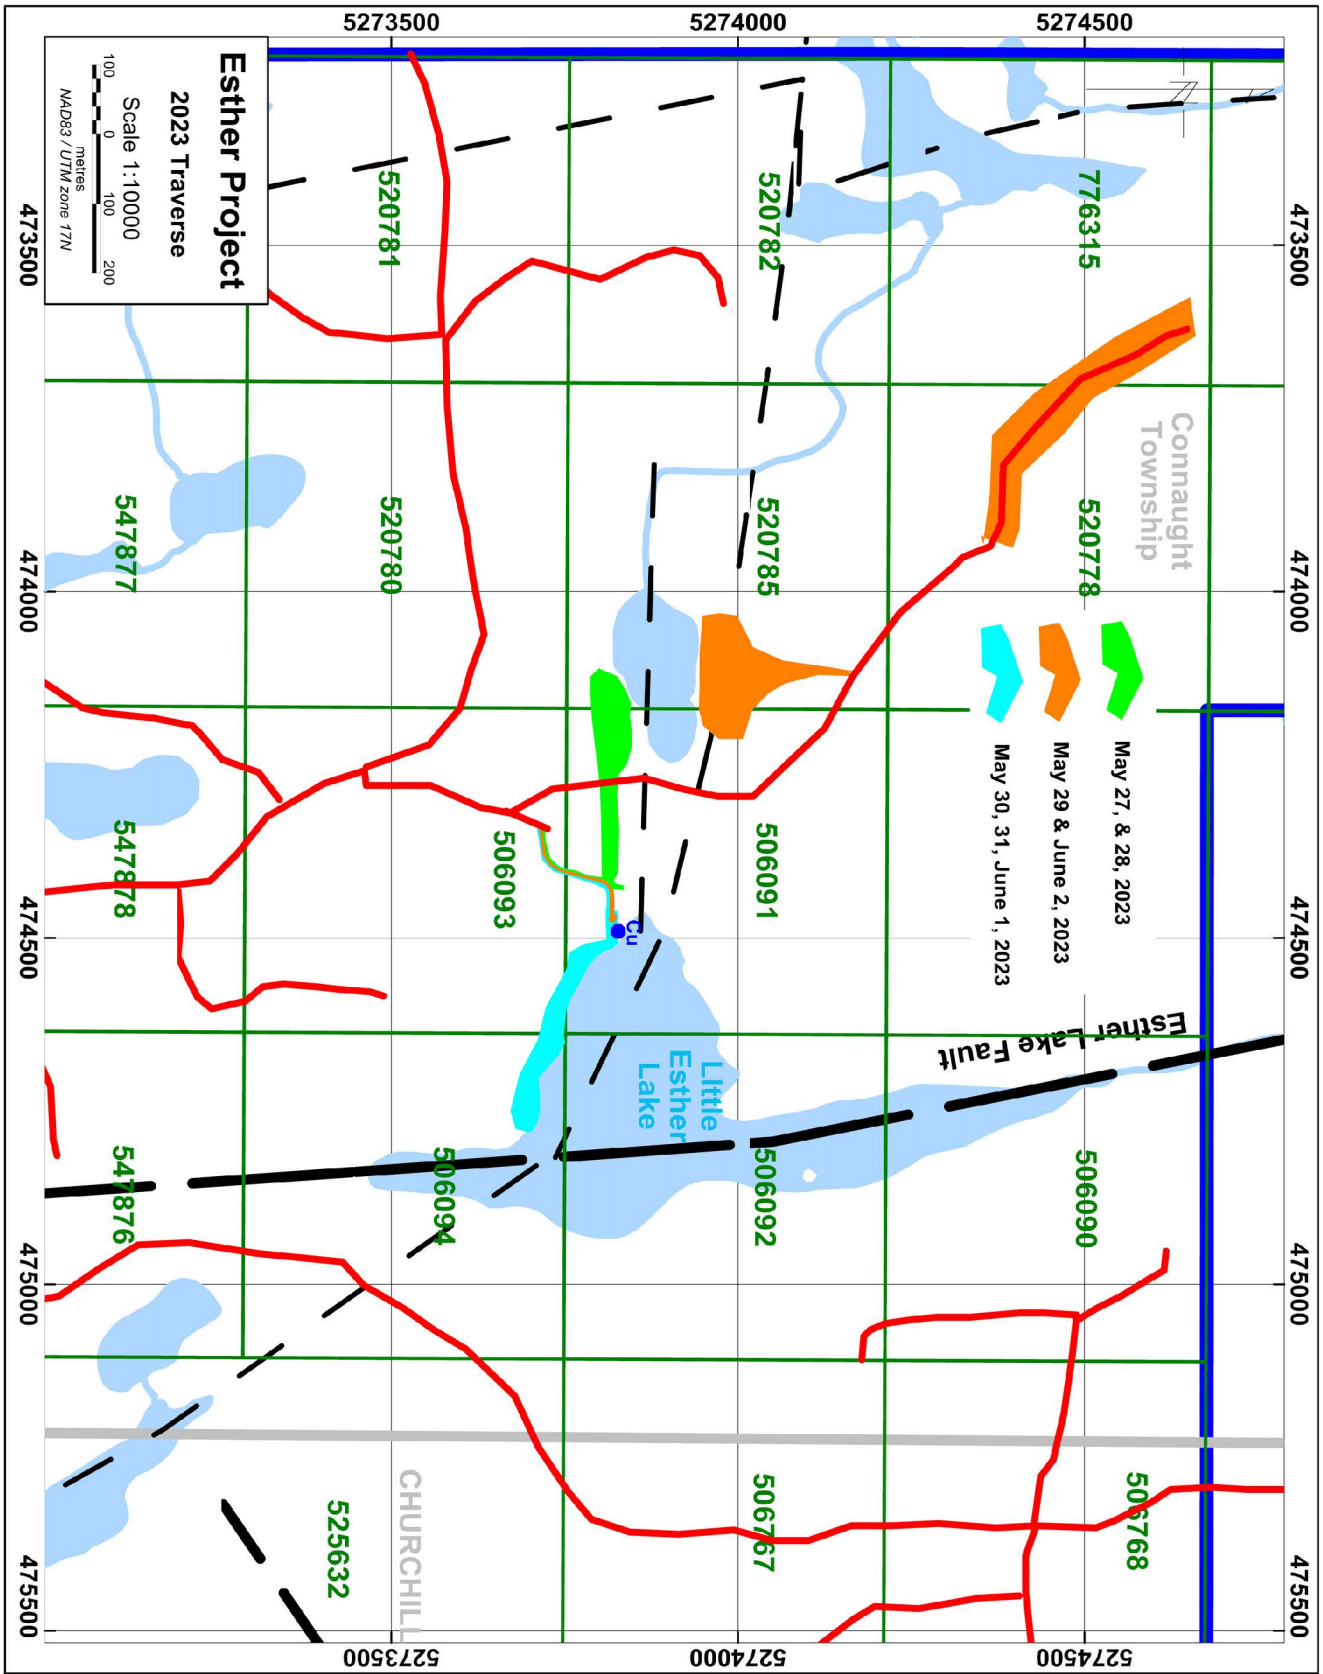 Esther Project
2023 Traverse
Scale 1:10000
100 0 100 200
metres
NAD83 / UTM zone 17N
473500
474000
474500
475000
475500
473500
474000
474500
475000
475500
5274500
5274000
5273500
5274500
5274000
5273500
Connaught
Township
CHURCHILL
May 27, & 28, 2023
May 29 & June 2, 2023
May 30, 31, June 1, 2023
776315
520778
506090
506768
520782
520785
506091
506092
506767
520781
520780
506093
506094
525632
547877
547878
547876
Esther Lake Fault
LIttle
Esther
Lake
Cu